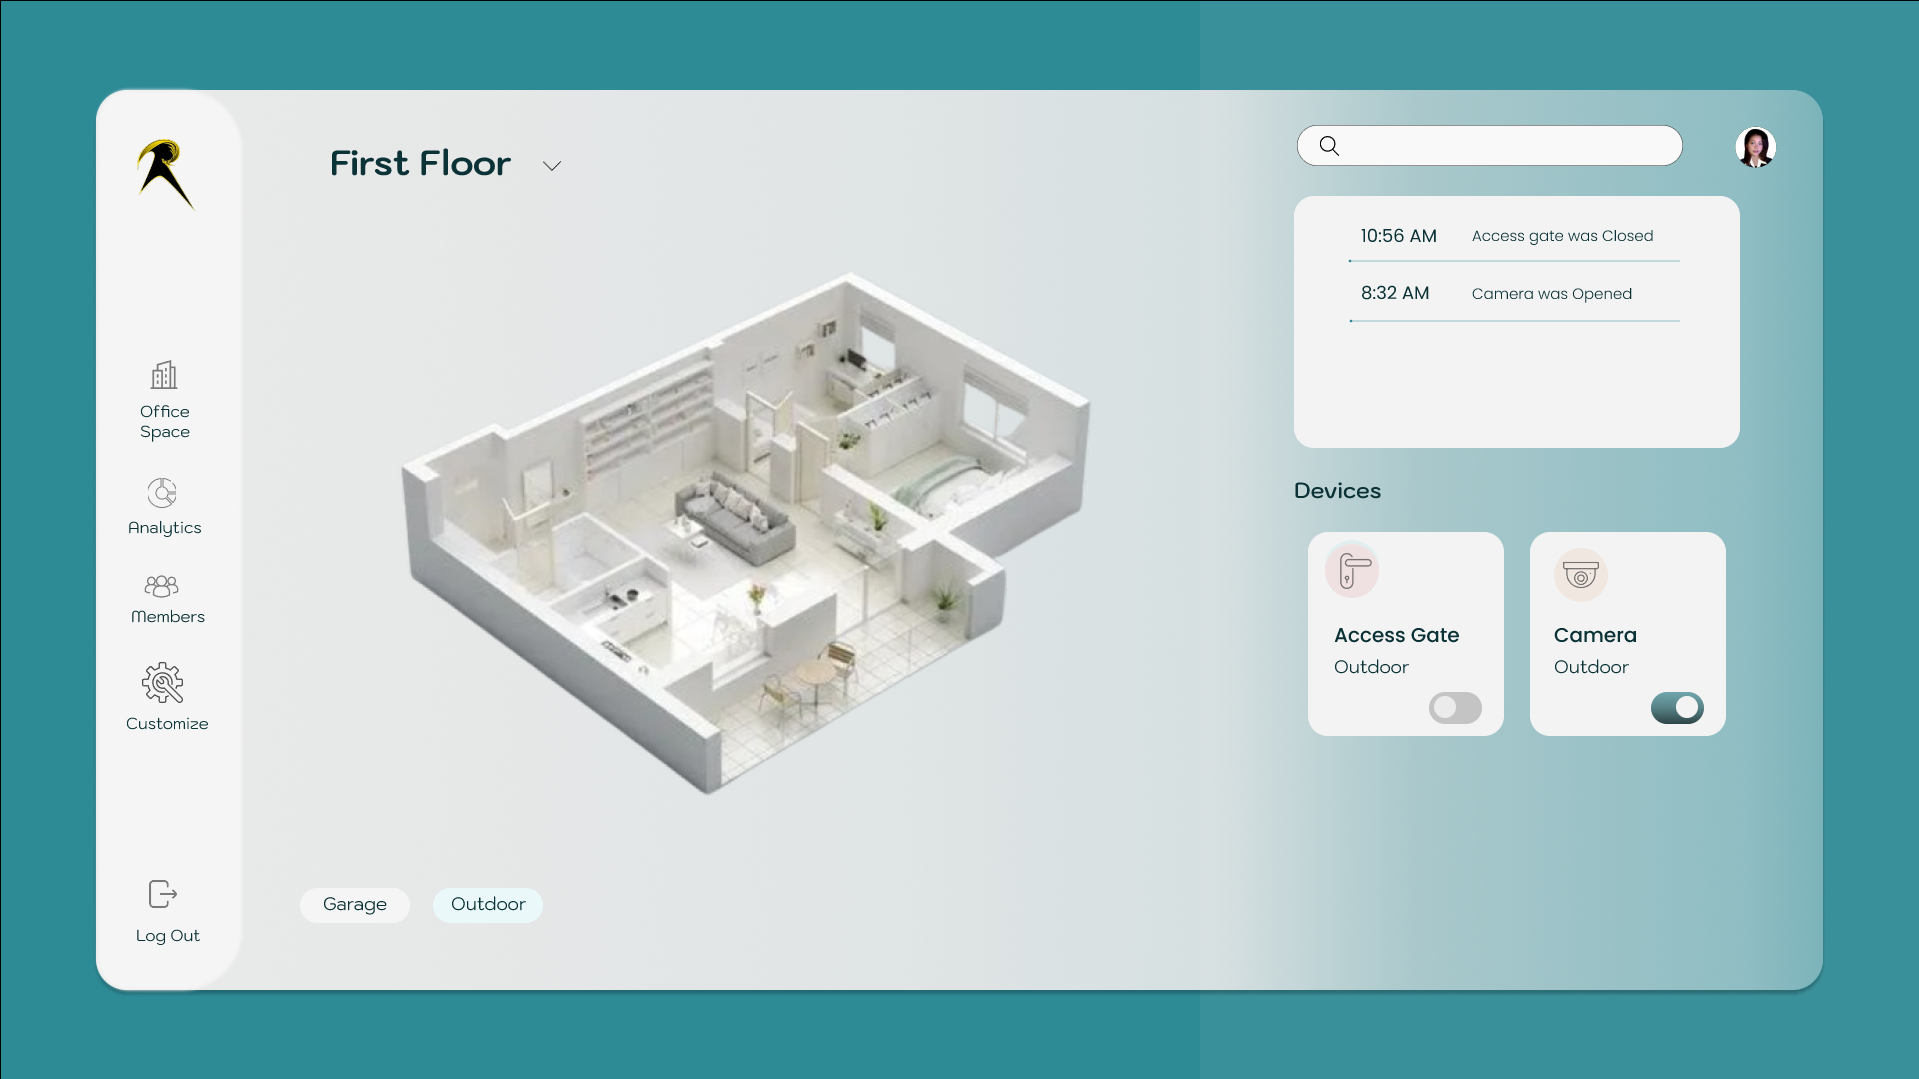 First Floor
10:56 AM Access gate was Closed
8:32 AM Camera was Opened
Office
Space
Analytics
Members
Customize
Log Out
Devices
Access Gate
Outdoor
Camera
Outdoor
Garage
Outdoor